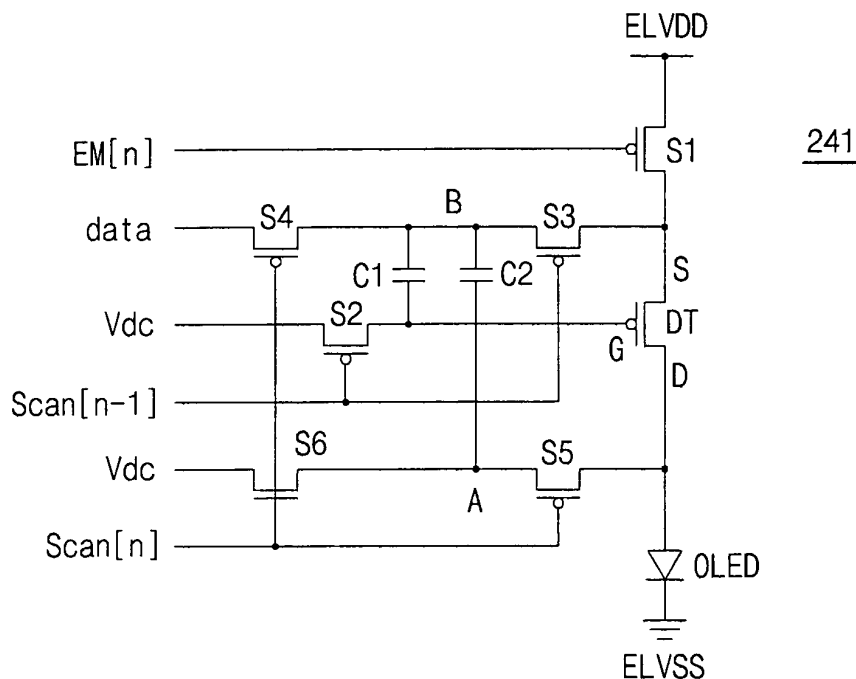 ELVDD
EM[n]
S1
241
data
S4
B
S3
S
C1
C2
Vdc
S2
G
DT
D
Scan[n-1]
S6
Vdc
S5
A
Scan[n]
OLED
ELVSS